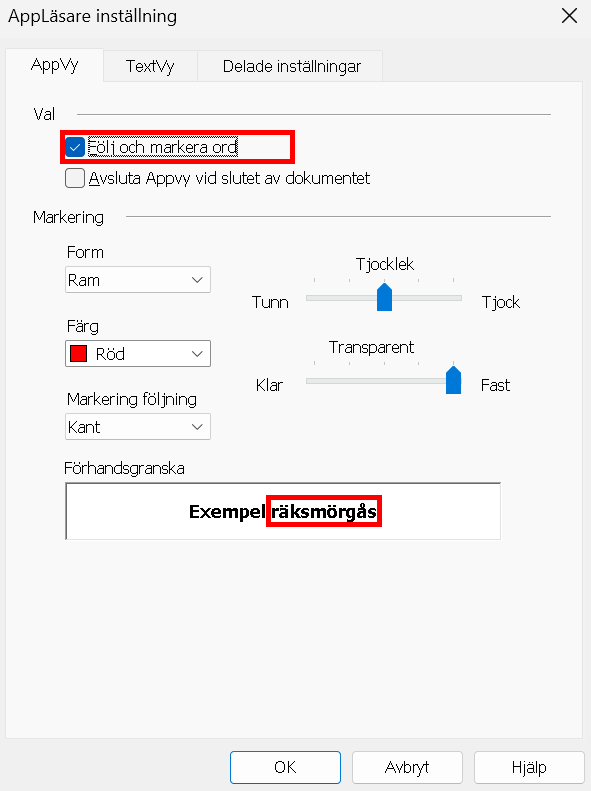 AppLäsare inställning
AppVy TextVy Delade inställningar
Val
Följ och markera ord
Avsluta Appvy vid slutet av dokumentet
Markering
Form
Ram
Tjocklek
Tunn Tjock
Färg
Röd
Transparent
Klar Fast
Markering följning
Kant
Förhandsgranska
Exempel räksmörgås
OK Avbryt Hjälp